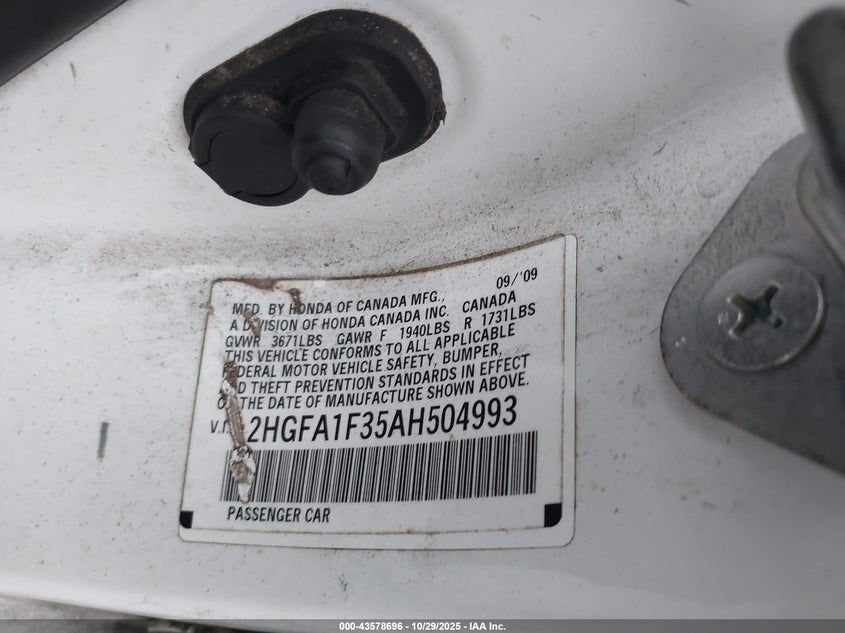 09/'09
MFD. BY HONDA OF CANADA MFG.,
A DIVISION OF HONDA CANADA INC. CANADA
GVWR 3671LBS GAWR F 1940LBS R 1731LBS
THIS VEHICLE CONFORMS TO ALL APPLICABLE
FEDERAL MOTOR VEHICLE SAFETY, BUMPER,
AND THEFT PREVENTION STANDARDS IN EFFECT
ON THE DATE OF MANUFACTURE SHOWN ABOVE.
2HGFA1F35AH504993
PASSENGER CAR
000-43578696 - 10/29/2025 - IAA Inc.